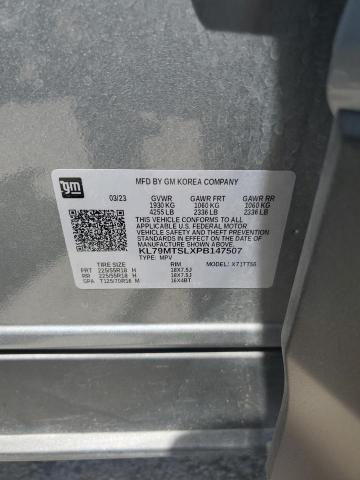 gm
MFD BY GM KOREA COMPANY
03/23 GVWR GAWR FRT GAWR RR
1930 KG 1060 KG 1060 KG
4255 LB 2336 LB 2336 LB
THIS VEHICLE CONFORMS TO ALL
APPLICABLE U.S. FEDERAL MOTOR
VEHICLE SAFETY, BUMPER, AND THEFT
PREVENTION STANDARDS IN EFFECT ON
THE DATE OF MANUFACTURE SHOWN ABOVE.
KL79MTSLXPB147507
TYPE: MPV MODEL:
TIRE SIZE RIM
FRT 225/55R18 H 18X7.5J
RR 225/55R18 H 18X7.5J
SPA T125/70R16 M 16X4BT